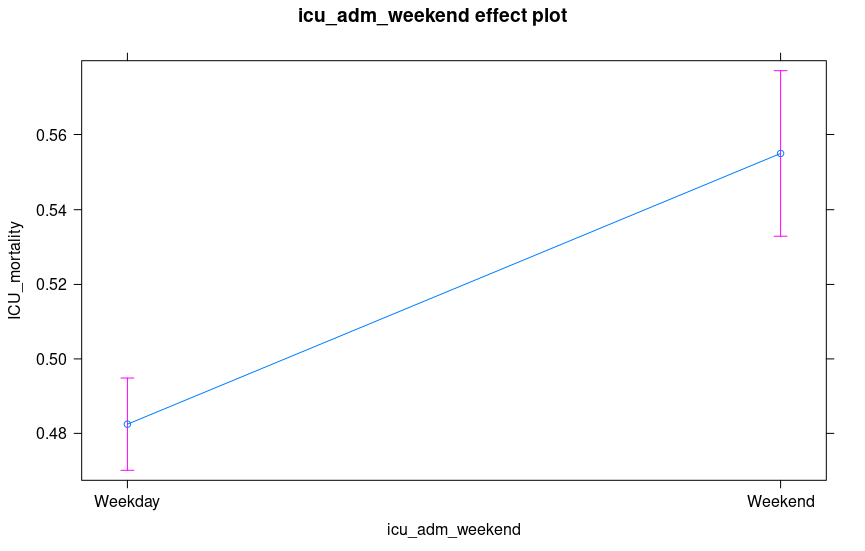 icu_adm_weekend effect plot
0.56
0.54
0.52
0.50
0.48
ICU_mortality
Weekday
Weekend
icu_adm_weekend